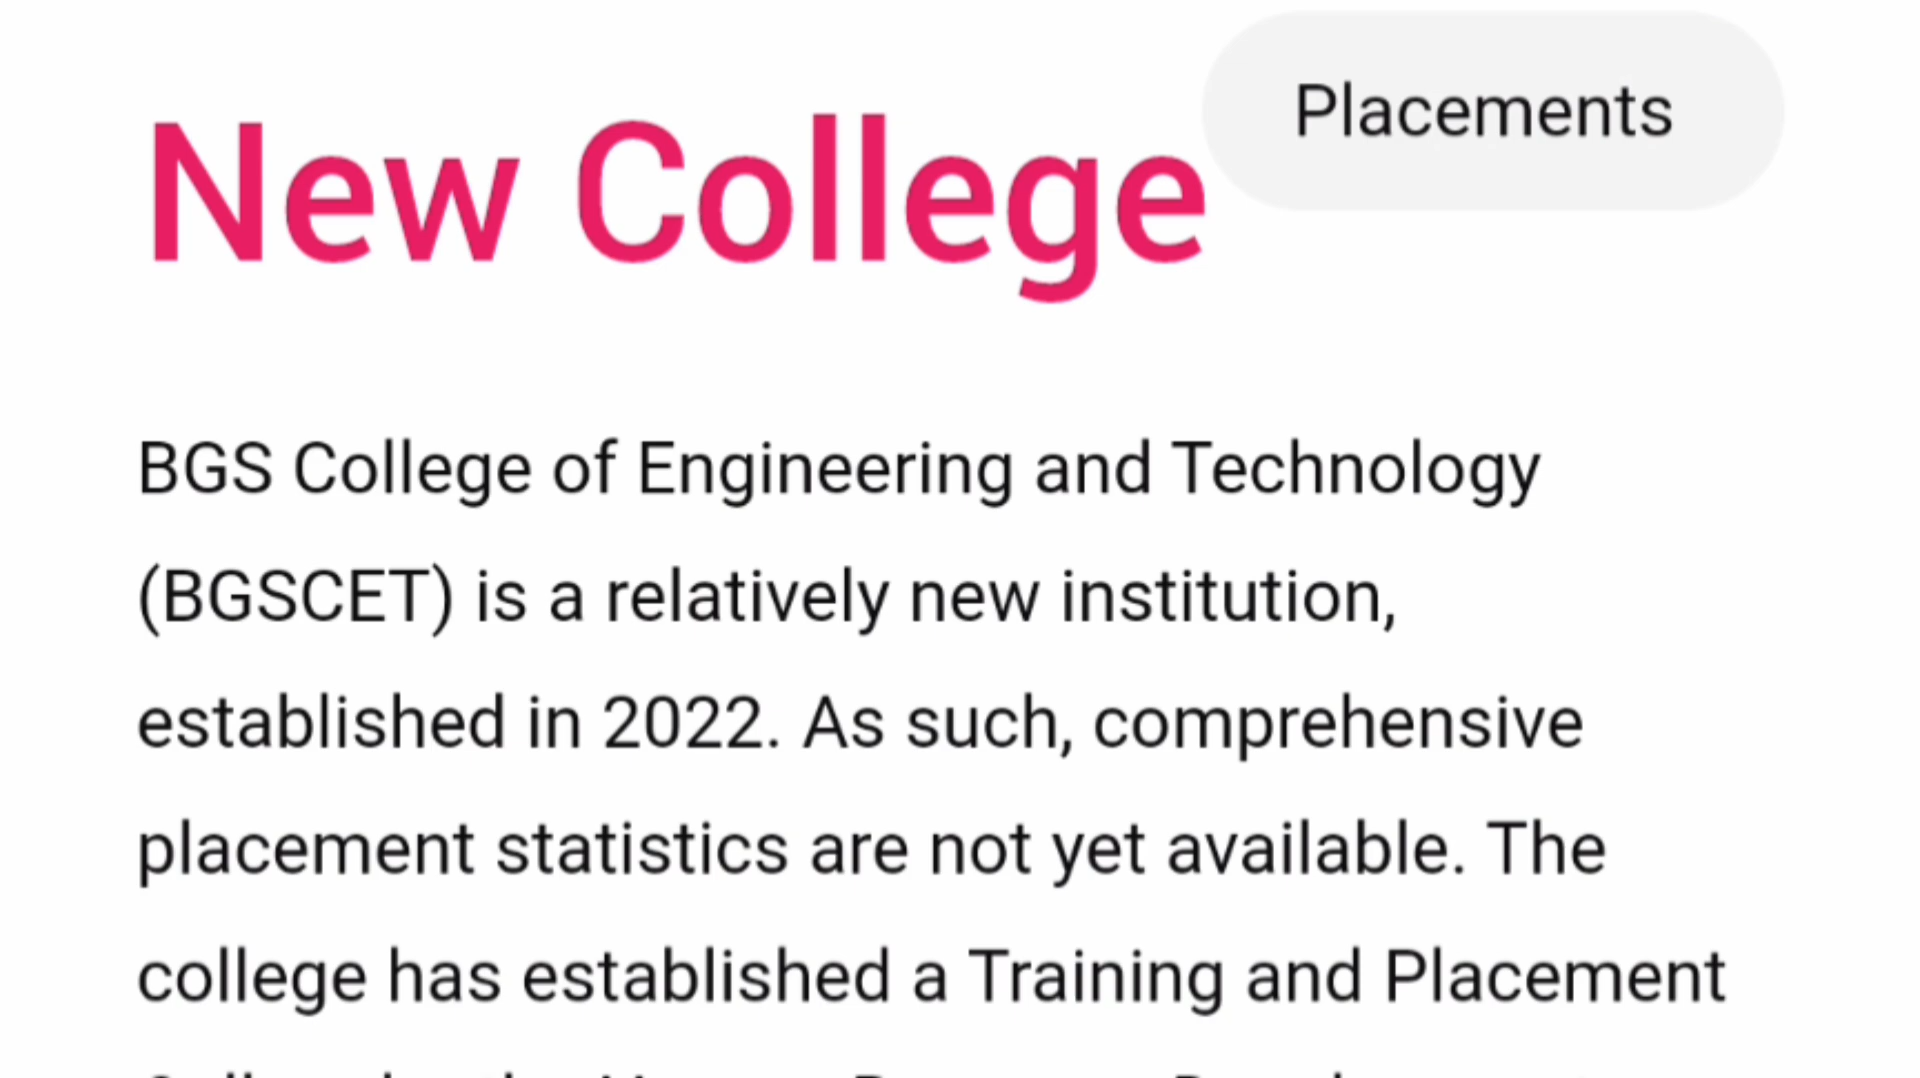 Placements
New College
BGS College of Engineering and Technology
(BGSCET) is a relatively new institution,
established in 2022. As such, comprehensive
placement statistics are not yet available. The
college has established a Training and Placement